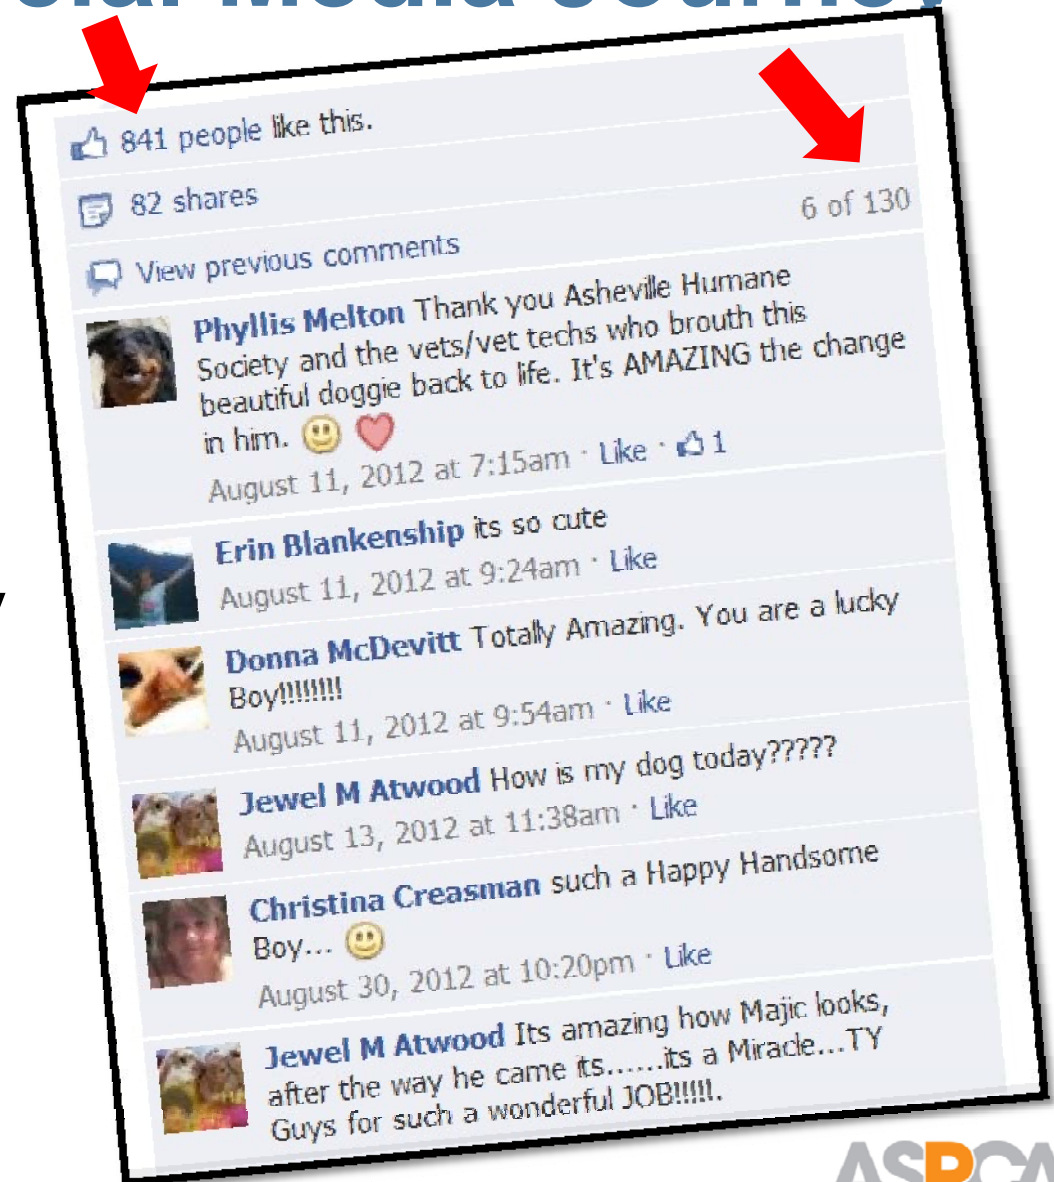 Social Media Journey
841 people like this.
82 shares
View previous comments
6 of 130
Phyllis Melton Thank you Asheville Humane
Society and the vets/vet techs who brouth this
beautiful doggie back to life. It's AMAZING the change
in him.
August 11, 2012 at 7:15am · Like · 1
Erin Blankenship its so cute
August 11, 2012 at 9:24am · Like
Donna McDevitt Totally Amazing. You are a lucky
Boy!!!!!!!!
August 11, 2012 at 9:54am · Like
Jewel M Atwood How is my dog today?????
August 13, 2012 at 11:38am · Like
Christina Creasman such a Happy Handsome
Boy...
August 30, 2012 at 10:20pm · Like
Jewel M Atwood Its amazing how Majic looks,
after the way he came its......its a Miracle...TY
Guys for such a wonderful JOB!!!!!.
ASPCA